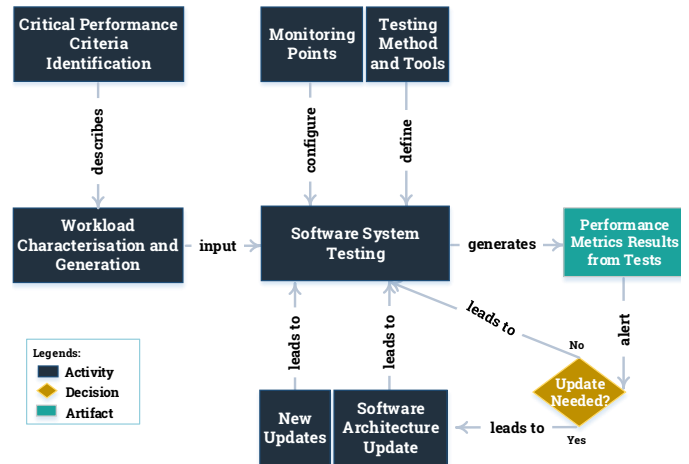 Critical Performance
Criteria
Identification
Monitoring
Points
Testing
Method
and Tools
describes
configure
define
Workload
Characterisation and
Generation
input
Software System
Testing
generates
Performance
Metrics Results
from Tests
leads to
leads to
leads to
alert
No
Legends:
Activity
Decision
Artifact
New
Updates
Software
Architecture
Update
leads to
Update
Needed?
Yes